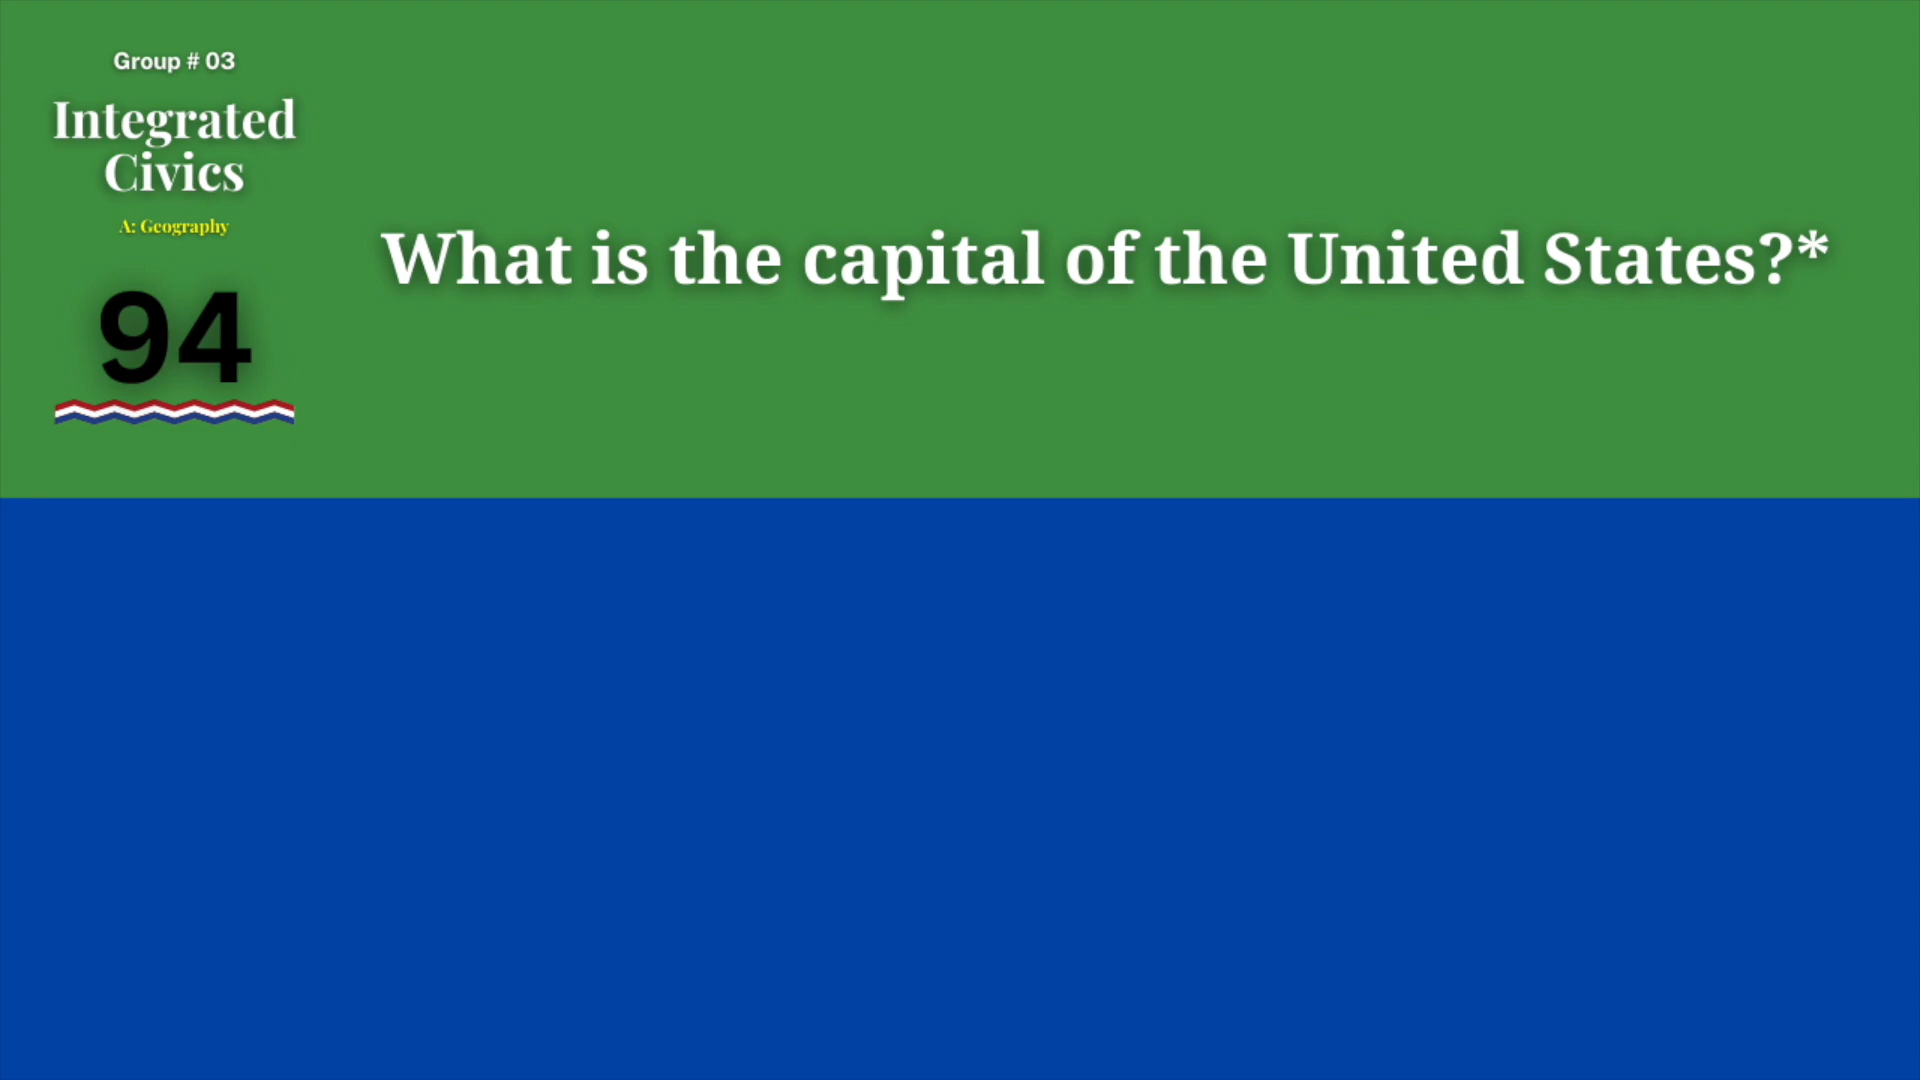 Group # 03
Integrated
Civics
A: Geography
94
What is the capital of the United States?*